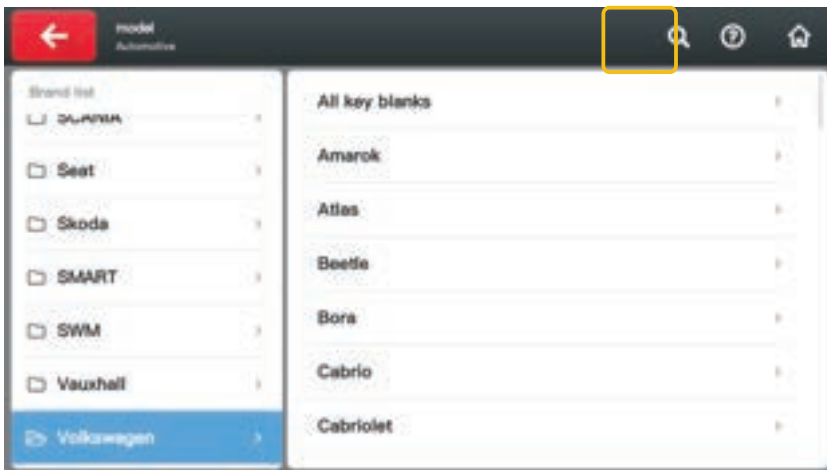 model
Automotive
Brand list
SCANIA
Seat
Skoda
SMART
SWM
Vauxhall
Volkswagen
All key blanks
Amarok
Atlas
Beetle
Bora
Cabrio
Cabriolet